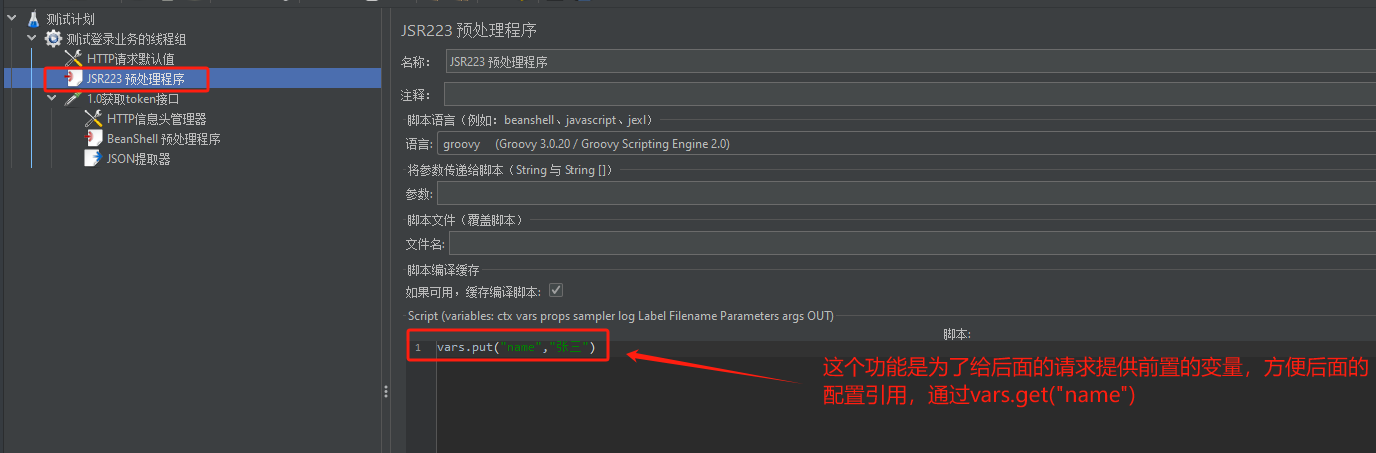 测试计划
测试登录业务的线程组
HTTP请求默认值
JSR223 预处理程序
1.0获取token接口
HTTP信息头管理器
BeanShell 预处理程序
JSON提取器
JSR223 预处理程序
名称： JSR223 预处理程序
注释：
脚本语言（例如：beanshell、javascript、jexl）
语言: groovy (Groovy 3.0.20 / Groovy Scripting Engine 2.0)
将参数传递给脚本（String 与 String []）
参数:
脚本文件（覆盖脚本）
文件名:
脚本编译缓存
如果可用，缓存编译脚本:
Script (variables: ctx vars props sampler log Label Filename Parameters args OUT)
脚本:
1 vars.put("name","张三")
这个功能是为了给后面的请求提供前置的变量，方便后面的
配置引用，通过vars.get("name")